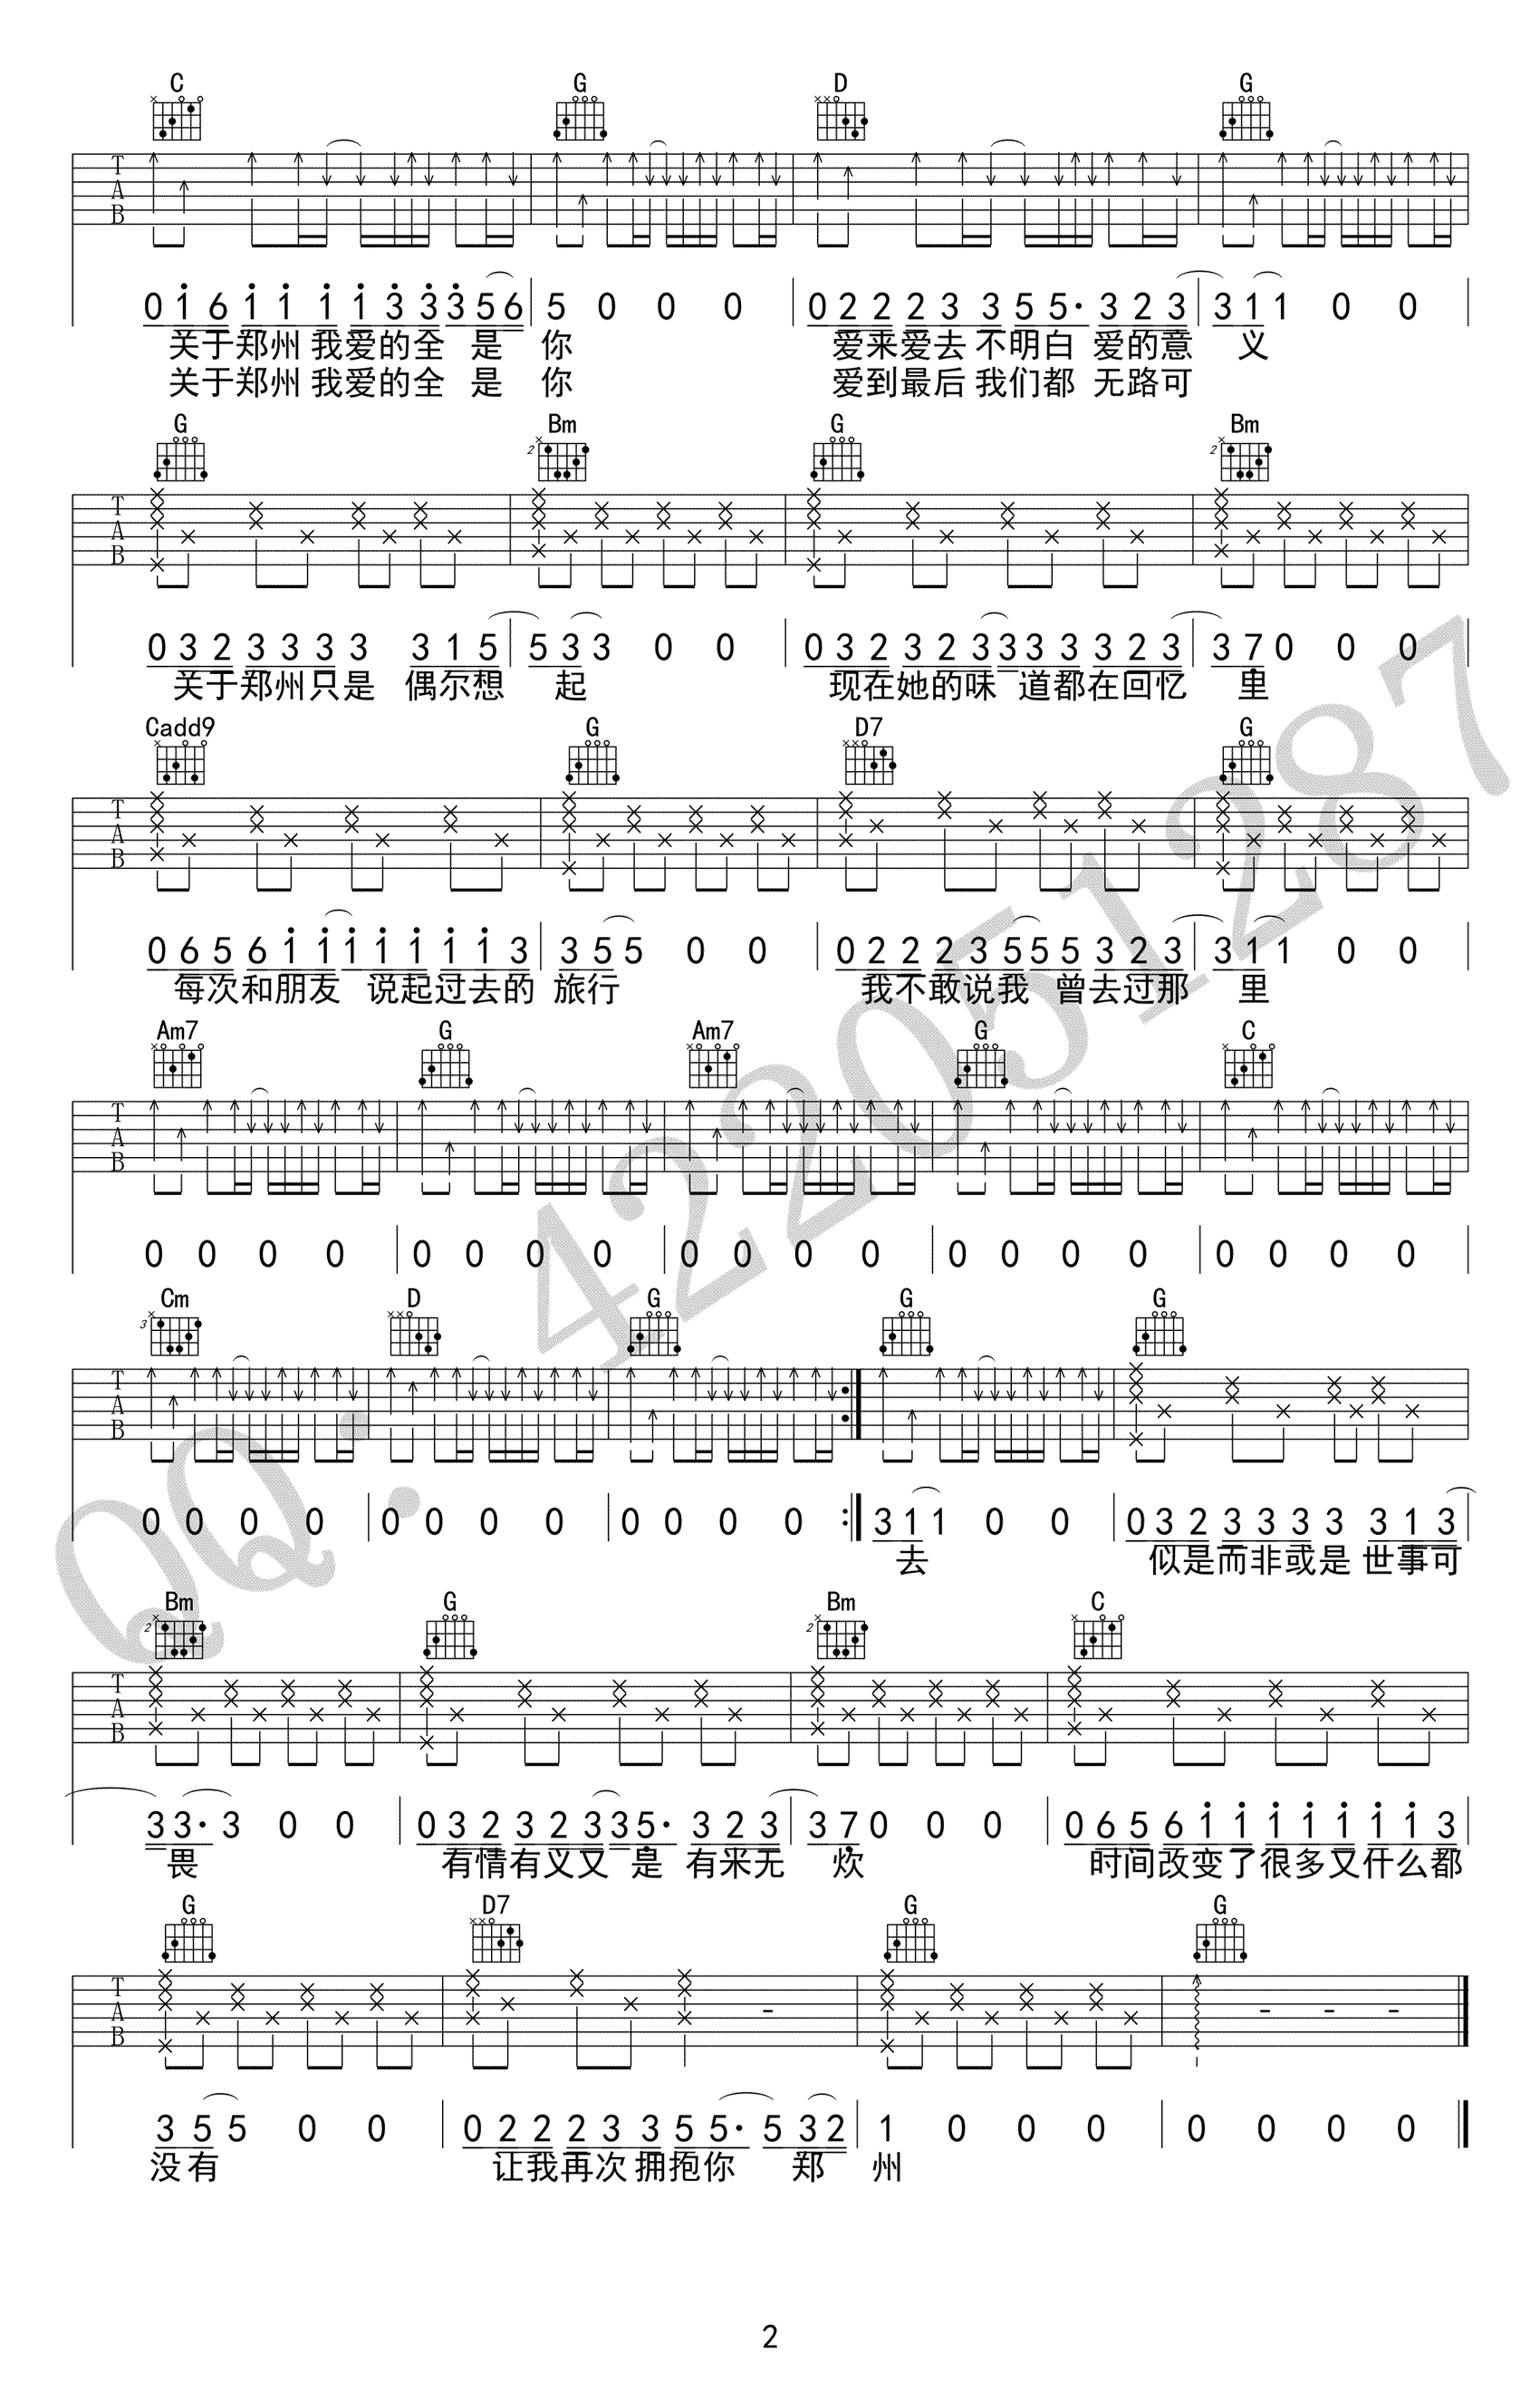 C G D G
T A B
0 1 6 1 1 1 1 3 3 3 5 6 | 5 0 0 0 | 0 2 2 2 3 3 5 5· 3 2 3 | 3 1 1 0 0
关于郑州 我爱的全 是 你 爱来爱去 不明白 爱的意 义
关于郑州 我爱的全 是 你 爱到最后 我们都 无路可
G Bm G Bm
2 2
T A B
0 3 2 3 3 3 3 3 1 5 | 5 3 3 0 0 | 0 3 2 3 2 3 3 3 3 3 2 3 | 3 7 0 0 0
关于郑州只是 偶尔想 起 现在她的味 道都在回忆 里
Cadd9 G D7 G
T A B
0 6 5 6 1 1 1 1 1 1 1 3 | 3 5 5 0 0 | 0 2 2 2 3 5 5 5 3 2 3 | 3 1 1 0 0
每次和朋友 说起过去的 旅行 我不敢说我 曾去过那 里
Am7 G Am7 G C
T A B
0 0 0 0 | 0 0 0 0 | 0 0 0 0 | 0 0 0 0 | 0 0 0 0
Cm D G G G
3
T A B
0 0 0 0 | 0 0 0 0 | 0 0 0 0 :| 3 1 1 0 0 | 0 3 2 3 3 3 3 3 1 3
去 似是而非或是 世事可
Bm G Bm C
2 2
T A B
3 3· 3 0 0 | 0 3 2 3 2 3 3 5· 3 2 3 | 3 7 0 0 0 | 0 6 5 6 1 1 1 1 1 1 1 3
畏 有情有义又 是 有米无 炊 时间改变了很多又什么都
G D7 G G
T A B
3 5 5 0 0 | 0 2 2 2 3 3 5 5· 5 3 2 | 1 0 0 0 | 0 0 0 0
没有 让我再次 拥抱你 郑 州
2
QQ: 422051287